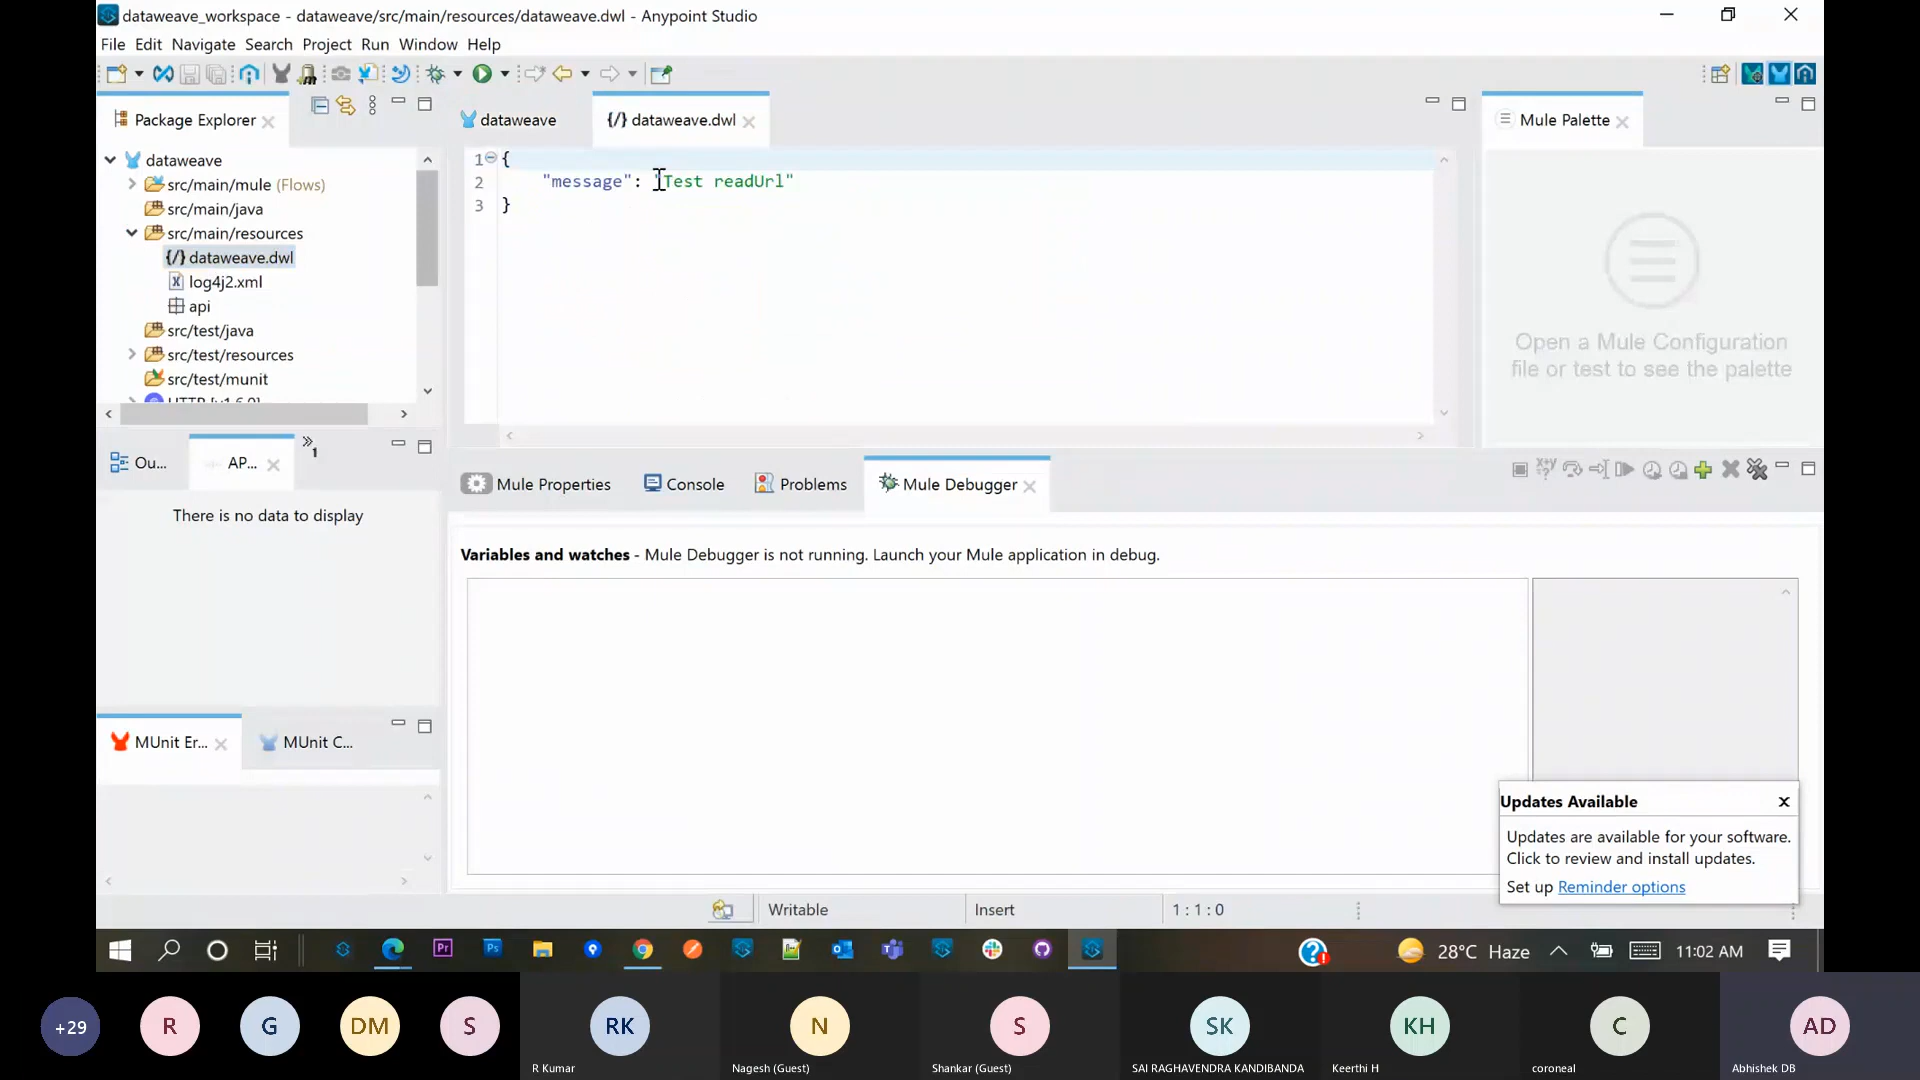 dataweave_workspace - dataweave/src/main/resources/dataweave.dwl - Anypoint Studio
File Edit Navigate Search Project Run Window Help
Package Explorer
dataweave
{/} dataweave.dwl
Mule Palette
dataweave
src/main/mule (Flows)
src/main/java
src/main/resources
{/} dataweave.dwl
log4j2.xml
api
src/test/java
src/test/resources
src/test/munit
1 {
2 "message": "Test readUrl"
3 }
Open a Mule Configuration
file or test to see the palette
Ou...
AP...
»1
There is no data to display
Mule Properties
Console
Problems
Mule Debugger
Variables and watches - Mule Debugger is not running. Launch your Mule application in debug.
MUnit Er...
MUnit C...
Updates Available
Updates are available for your software.
Click to review and install updates.
Set up Reminder options
Writable
Insert
1 : 1 : 0
28°C Haze
11:02 AM
+29
R
G
DM
S
RK
N
S
SK
KH
C
AD
R Kumar
Nagesh (Guest)
Shankar (Guest)
SAI RAGHAVENDRA KANDIBANDA
Keerthi H
coroneal
Abhishek DB